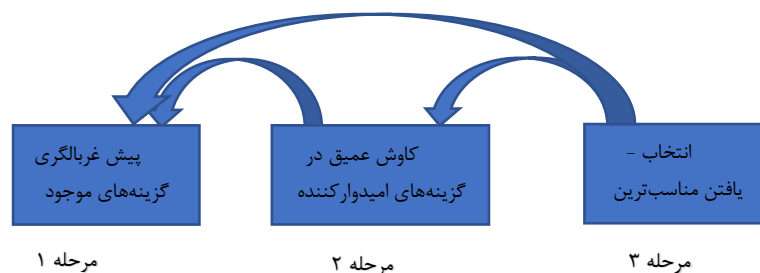 پیش غربالگری
گزینه‌های موجود
کاوش عمیق در
گزینه‌های امیدوارکننده
انتخاب –
یافتن مناسب‌ترین
مرحله ۱
مرحله ۲
مرحله ۳